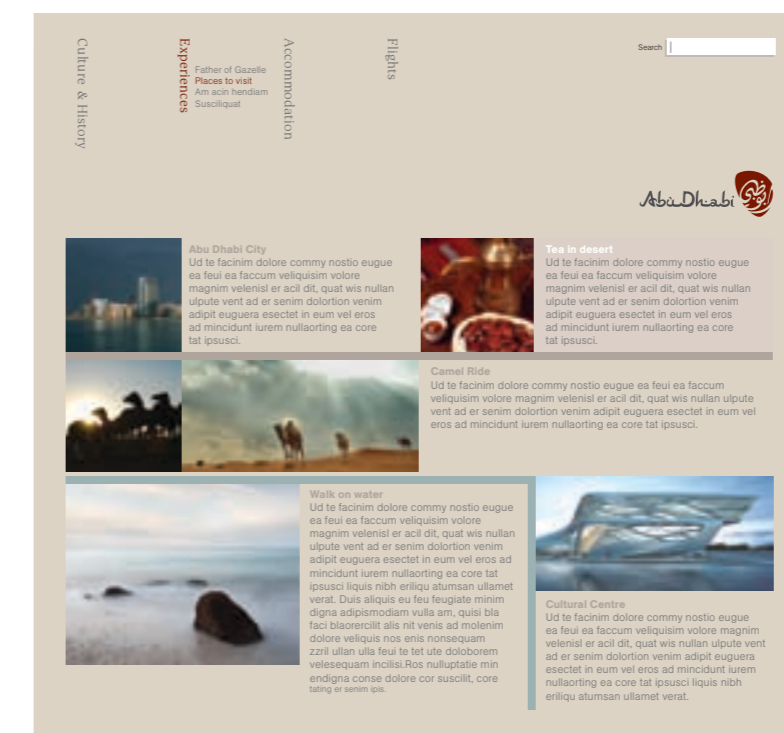 Culture & History
Experiences
Father of Gazelle
Places to visit
Am acin hendiam
Susciliquat
Accommodation
Flights
Search
Abu Dhabi
أبوظبي
Abu Dhabi City
Ud te facinim dolore commy nostio eugue
ea feui ea faccum veliquisim volore
magnim velenisl er acil dit, quat wis nullan
ulpute vent ad er senim dolortion venim
adipit euguera esectet in eum vel eros
ad mincidunt iurem nullaorting ea core
tat ipsusci.
Tea in desert
Ud te facinim dolore commy nostio eugue
ea feui ea faccum veliquisim volore
magnim velenisl er acil dit, quat wis nullan
ulpute vent ad er senim dolortion venim
adipit euguera esectet in eum vel eros
ad mincidunt iurem nullaorting ea core
tat ipsusci.
Camel Ride
Ud te facinim dolore commy nostio eugue ea feui ea faccum
veliquisim volore magnim velenisl er acil dit, quat wis nullan ulpute
vent ad er senim dolortion venim adipit euguera esectet in eum vel
eros ad mincidunt iurem nullaorting ea core tat ipsusci.
Walk on water
Ud te facinim dolore commy nostio eugue
ea feui ea faccum veliquisim volore
magnim velenisl er acil dit, quat wis nullan
ulpute vent ad er senim dolortion venim
adipit euguera esectet in eum vel eros ad
mincidunt iurem nullaorting ea core tat
ipsusci liquis nibh eriliqu atumsan ullamet
verat. Duis aliquis eu feu feugiate minim
digna adipismodiam vulla am, quisi bla
faci blaorercilit alis nit venis ad molenim
dolore veliquis nos enis nonsequam
zzril ullan ulla feui te tet ute doloborem
velesequam incilisi.Ros nulluptatie min
endigna conse dolore cor suscilit, core
tating er senim ipis.
Cultural Centre
Ud te facinim dolore commy nostio eugue
ea feui ea faccum veliquisim volore magnim
velenisl er acil dit, quat wis nullan ulpute vent
ad er senim dolortion venim adipit euguera
esectet in eum vel eros ad mincidunt iurem
nullaorting ea core tat ipsusci liquis nibh
eriliqu atumsan ullamet verat.